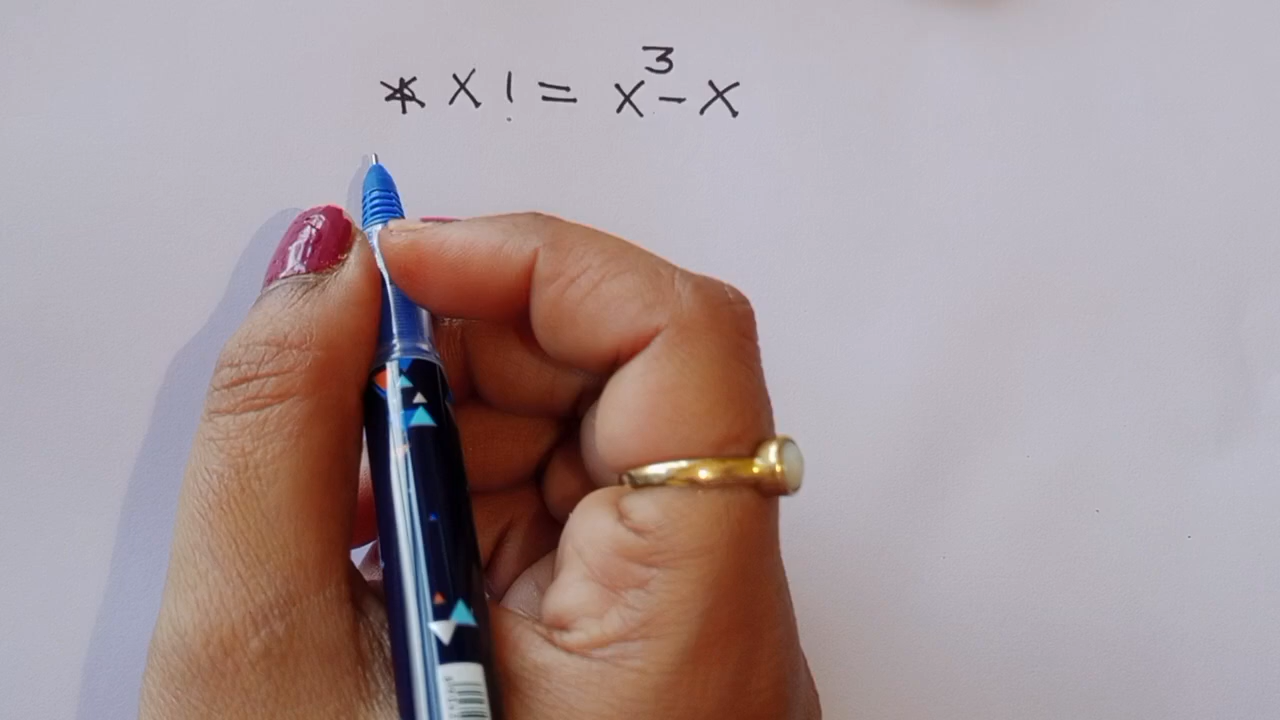 * x! = x³ - x